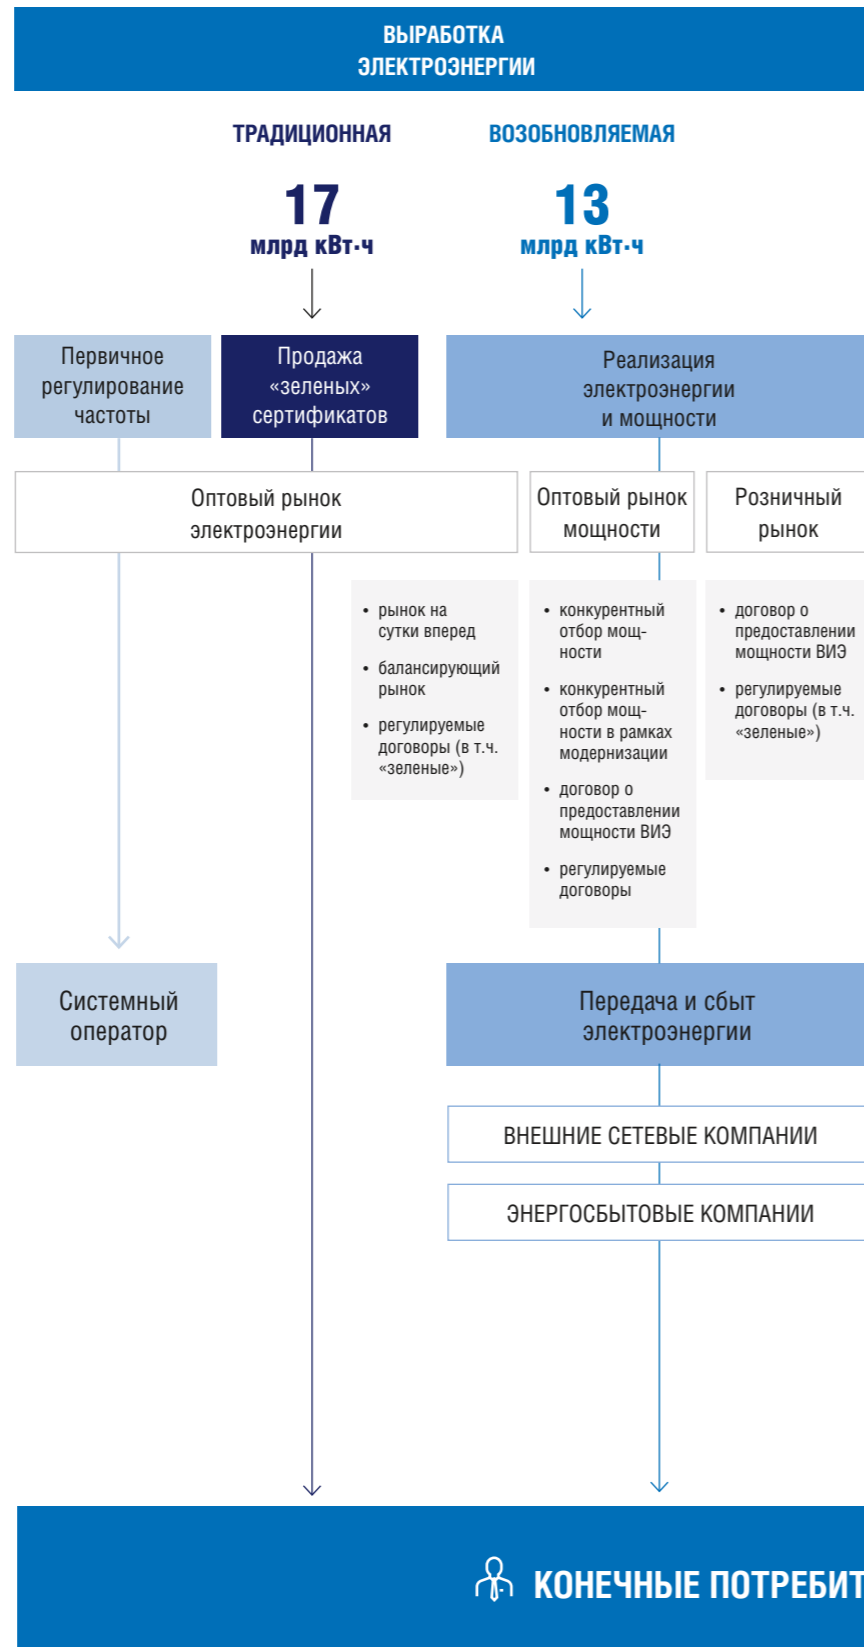 ВЫРАБОТКА
ЭЛЕКТРОЭНЕРГИИ
ТРАДИЦИОННАЯ
17
млрд кВт·ч
ВОЗОБНОВЛЯЕМАЯ
13
млрд кВт·ч
Первичное
регулирование
частоты
Продажа
«зеленых»
сертификатов
Реализация
электроэнергии
и мощности
Оптовый рынок
электроэнергии
Оптовый рынок
мощности
Розничный
рынок
• рынок на
сутки вперед
• балансирующий
рынок
• регулируемые
договоры (в т.ч.
«зеленые»)
• конкурентный
отбор мощ-
ности
• конкурентный
отбор мощ-
ности в рамках
модернизации
• договор о
предоставлении
мощности ВИЭ
• регулируемые
договоры
• договор о
предоставлении
мощности ВИЭ
• регулируемые
договоры (в т.ч.
«зеленые»)
Системный
оператор
Передача и сбыт
электроэнергии
ВНЕШНИЕ СЕТЕВЫЕ КОМПАНИИ
ЭНЕРГОСБЫТОВЫЕ КОМПАНИИ
КОНЕЧНЫЕ ПОТРЕБИТ